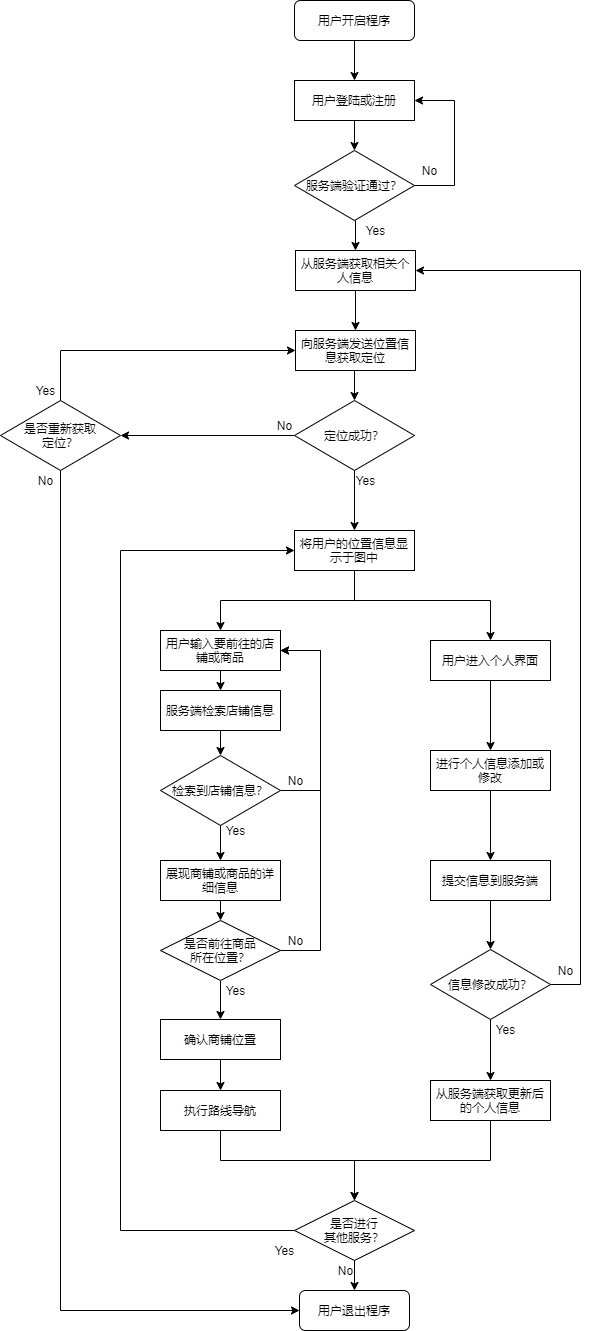 用户开启程序
用户登陆或注册
服务端验证通过?
No
Yes
从服务端获取相关个
人信息
向服务端发送位置信
息获取定位
Yes
是否重新获取
定位?
No
定位成功?
No
Yes
将用户的位置信息显
示于图中
用户输入要前往的店
铺或商品
用户进入个人界面
服务端检索店铺信息
检索到店铺信息?
No
进行个人信息添加或
修改
Yes
展现商铺或商品的详
细信息
提交信息到服务端
是否前往商品
所在位置?
No
信息修改成功?
No
Yes
Yes
确认商铺位置
执行路线导航
从服务端获取更新后
的个人信息
是否进行
其他服务?
Yes
No
用户退出程序